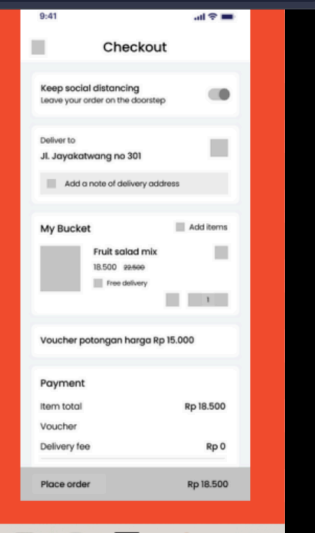 9:41
Checkout
Keep social distancing
Leave your order on the doorstep
Deliver to
Jl. Jayakatwang no 301
Add a note of delivery address
My Bucket
Add items
Fruit salad mix
18.500 22.500
Free delivery
1
Voucher potongan harga Rp 15.000
Payment
Item total Rp 18.500
Voucher
Delivery fee Rp 0
Place order Rp 18.500